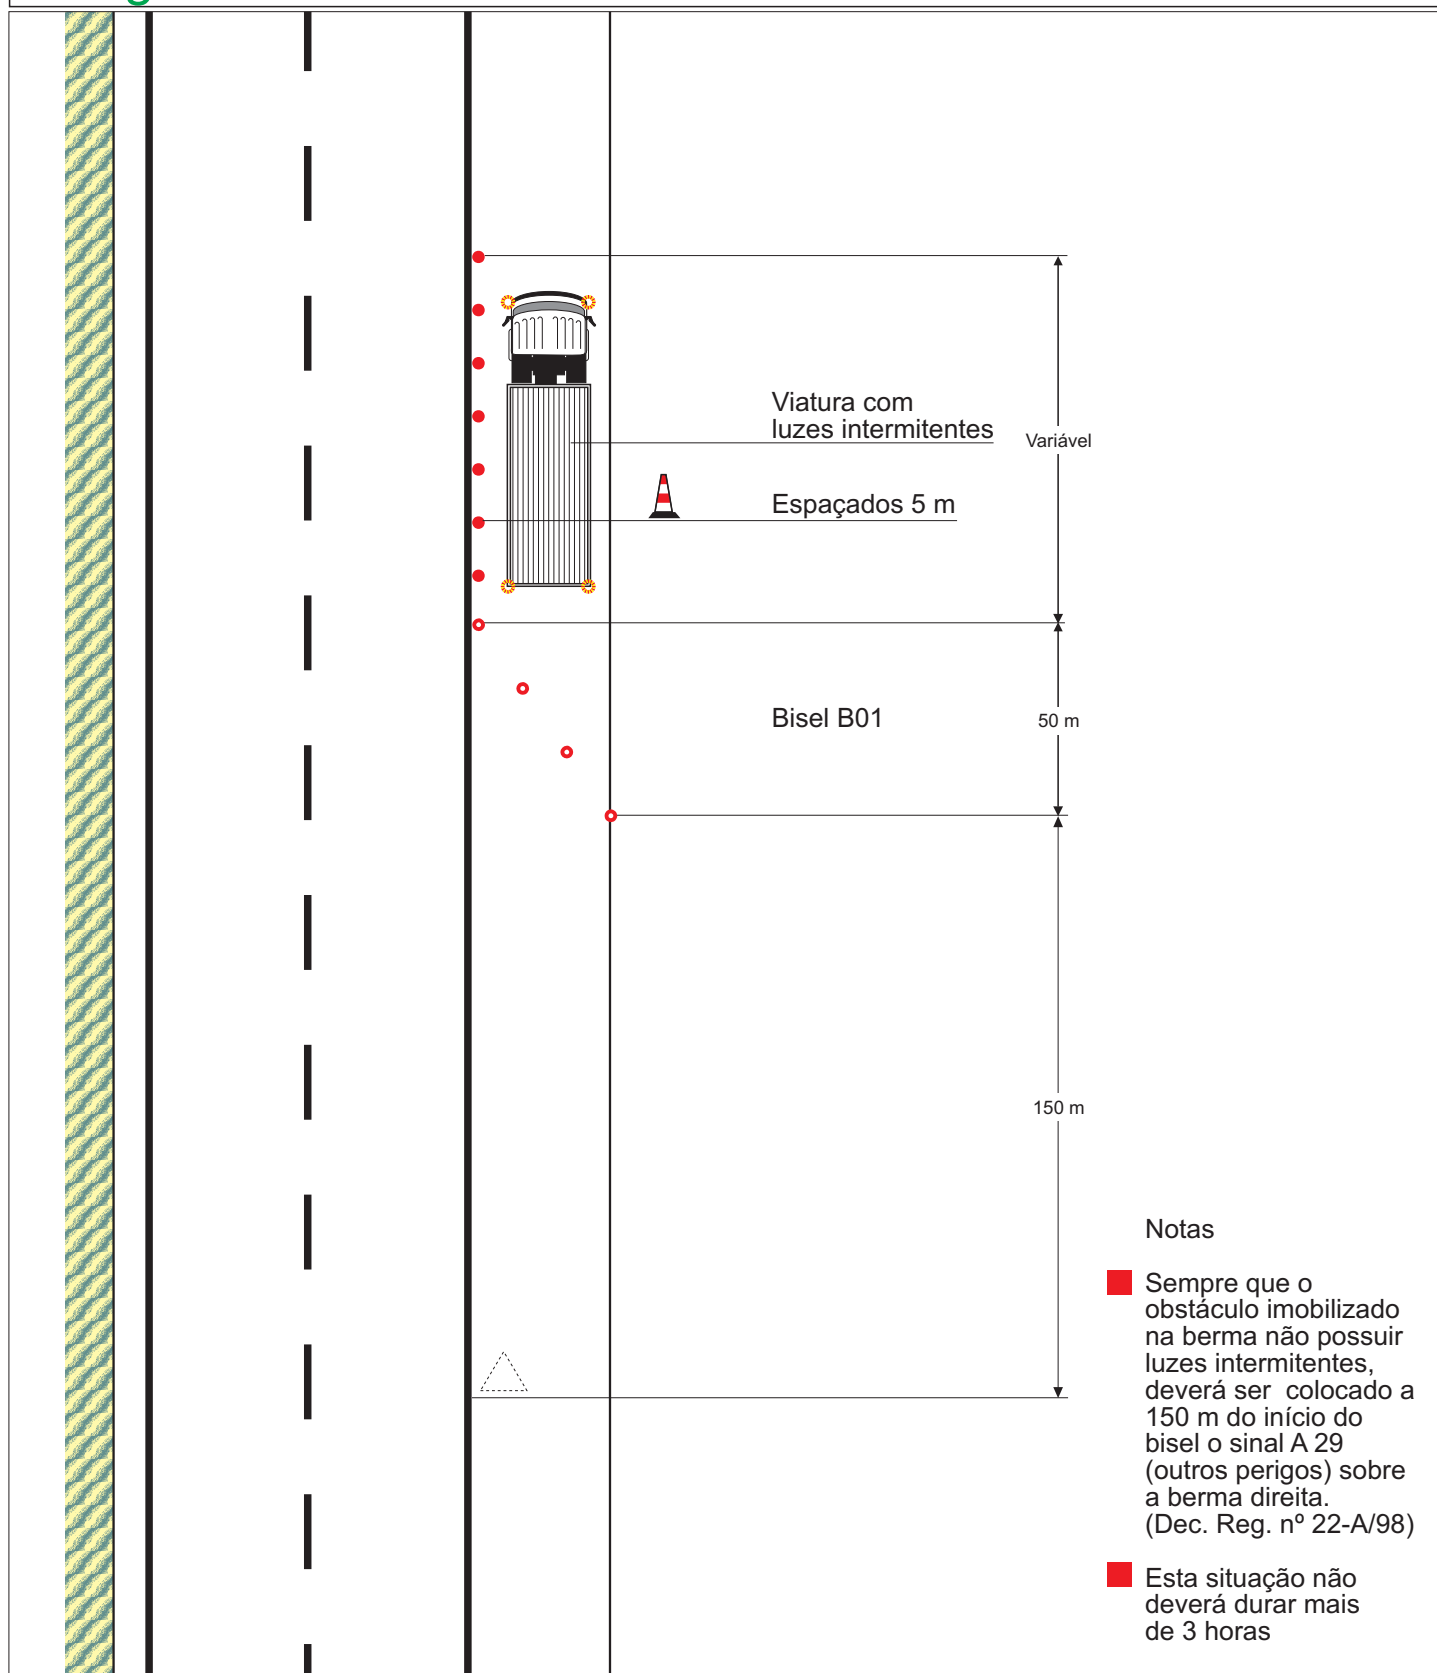 Viatura com
luzes intermitentes
Variável
Espaçados 5 m
Bisel B01
50 m
150 m
Notas
Sempre que o
obstáculo imobilizado
na berma não possuir
luzes intermitentes,
deverá ser colocado a
150 m do início do
bisel o sinal A 29
(outros perigos) sobre
a berma direita.
(Dec. Reg. nº 22-A/98)
Esta situação não
deverá durar mais
de 3 horas